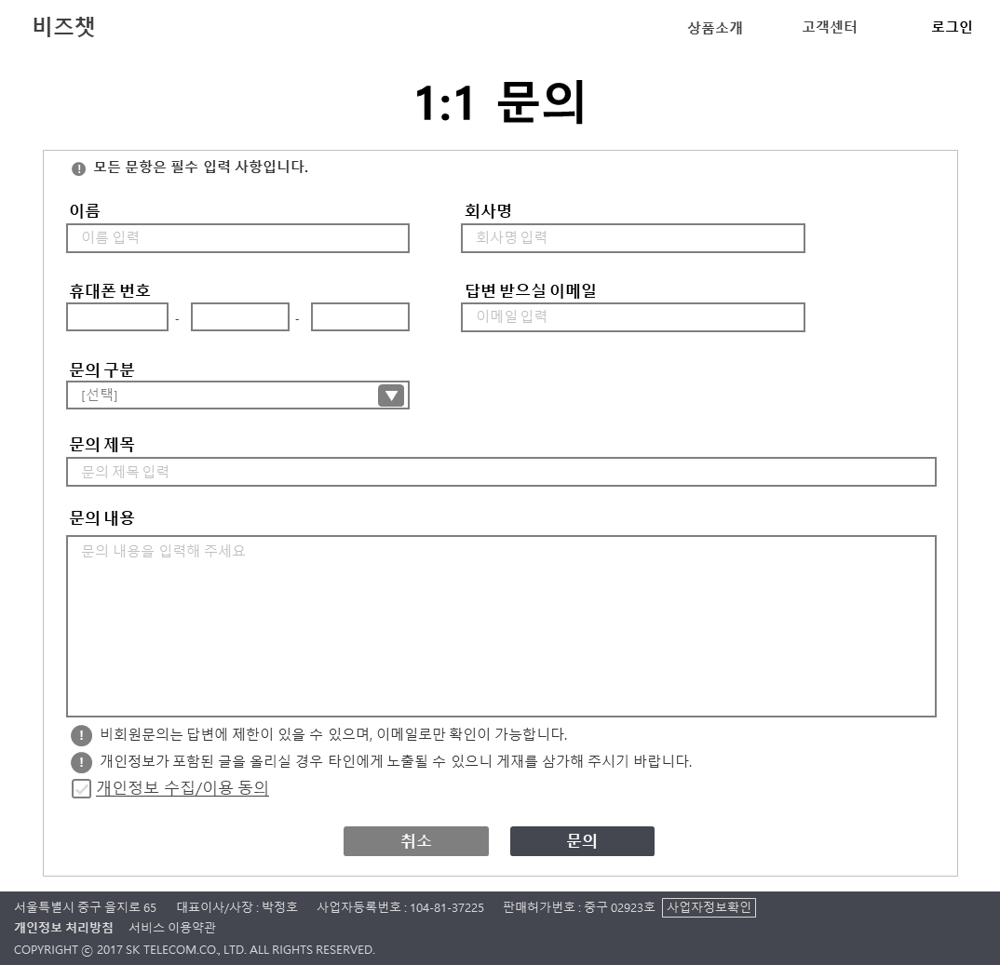 비즈챗 상품소개 고객센터 로그인
1:1 문의
! 모든 문항은 필수 입력 사항입니다.
이름 회사명
이름 입력 회사명 입력
휴대폰 번호 답변 받으실 이메일
- - 이메일 입력
문의 구분
[선택]
문의 제목
문의 제목 입력
문의 내용
문의 내용을 입력해 주세요
! 비회원문의는 답변에 제한이 있을 수 있으며, 이메일로만 확인이 가능합니다.
! 개인정보가 포함된 글을 올리실 경우 타인에게 노출될 수 있으니 게재를 삼가해 주시기 바랍니다.
개인정보 수집/이용 동의
취소 문의
서울특별시 중구 을지로 65 대표이사/사장 : 박정호 사업자등록번호 : 104-81-37225 판매허가번호 : 중구 02923호 사업자정보확인
개인정보 처리방침 서비스 이용약관
COPYRIGHT ⓒ 2017 SK TELECOM.CO., LTD. ALL RIGHTS RESERVED.